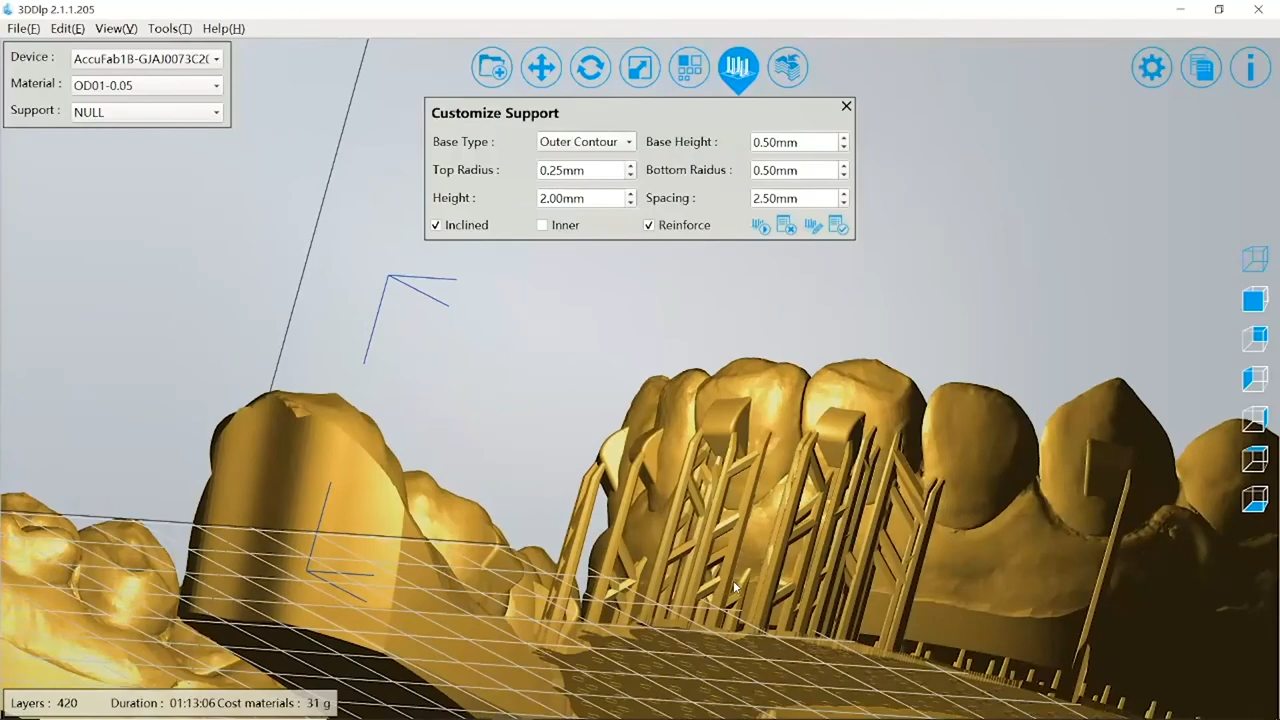 3DDlp 2.1.1.205
File(F) Edit(E) View(V) Tools(T) Help(H)
Device : AccuFab1B-GJAJ0073C2(
Material : OD01-0.05
Support : NULL
Customize Support
Base Type : Outer Contour Base Height : 0.50mm
Top Radius : 0.25mm Bottom Raidus : 0.50mm
Height : 2.00mm Spacing : 2.50mm
Inclined Inner Reinforce
Layers : 420 Duration : 01:13:06 Cost materials : 31 g